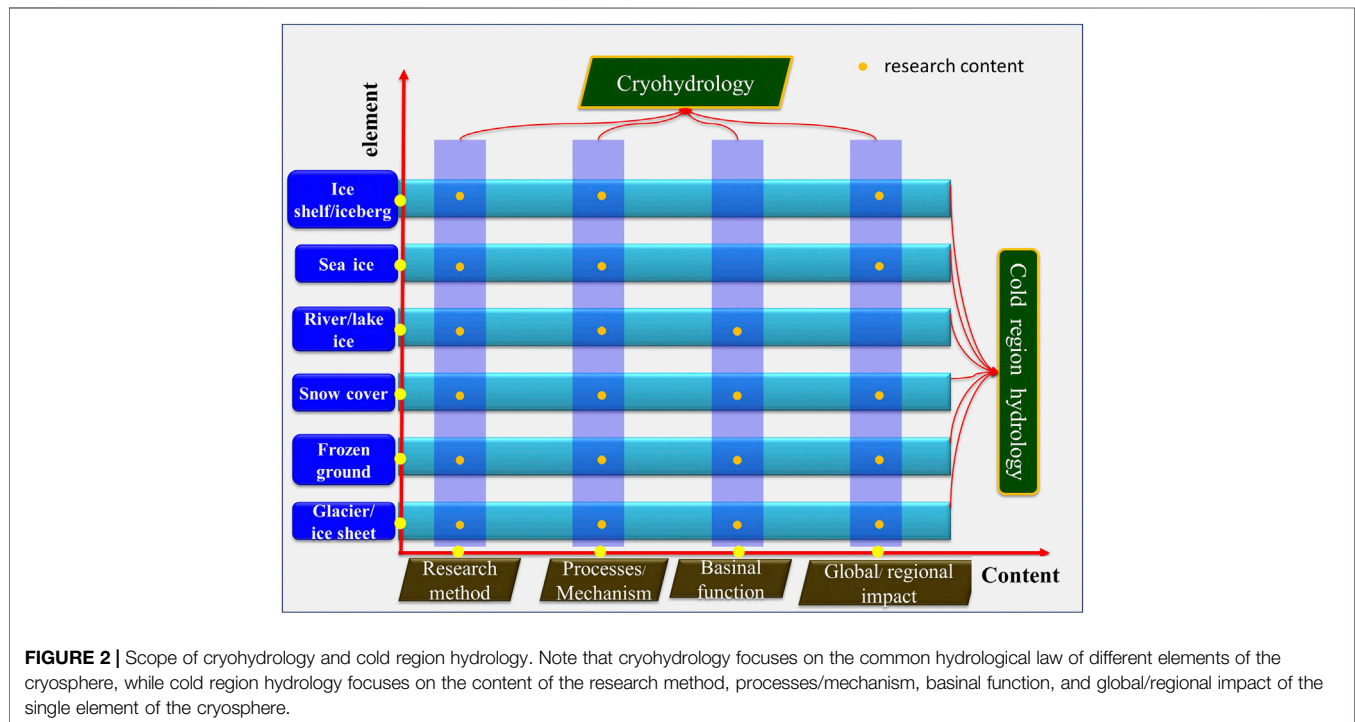 research content
Cryohydrology
element
Ice
shelf/iceberg
Sea ice
River/lake
ice
Snow cover
Frozen
ground
Glacier/
ice sheet
Cold region hydrology
Research
method
Processes/
Mechanism
Basinal
function
Global/ regional
impact
Content
FIGURE 2 | Scope of cryohydrology and cold region hydrology. Note that cryohydrology focuses on the common hydrological law of different elements of the
cryosphere, while cold region hydrology focuses on the content of the research method, processes/mechanism, basinal function, and global/regional impact of the
single element of the cryosphere.